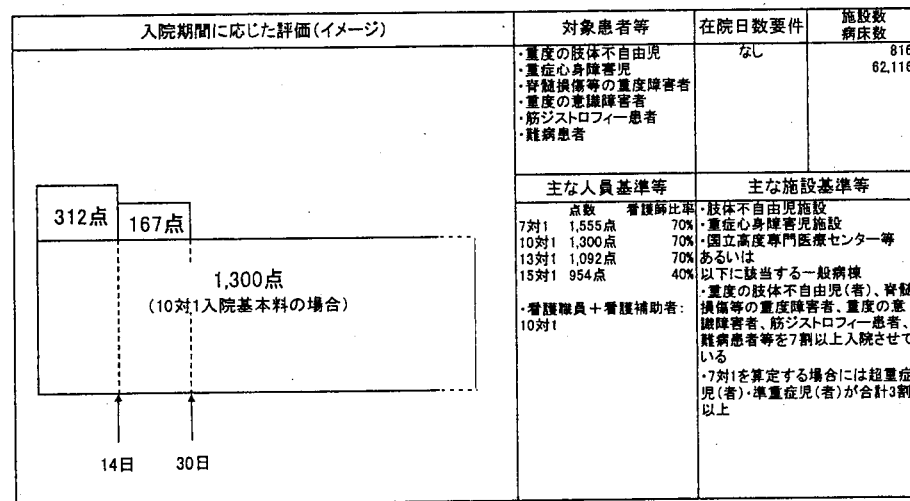 入院期間に応じた評価(イメージ)
対象患者等
在院日数要件
施設数
病床数
・重度の肢体不自由児
・重症心身障害児
・脊髄損傷等の重度障害者
・重度の意識障害者
・筋ジストロフィー患者
・難病患者
なし
816
62,116
312点
167点
1,300点
(10対1入院基本料の場合)
14日
30日
主な人員基準等
点数 看護師比率
7対1 1,555点 70%
10対1 1,300点 70%
13対1 1,092点 70%
15対1 954点 40%
・看護職員+看護補助者:
10対1
主な施設基準等
・肢体不自由児施設
・重症心身障害児施設
・国立高度専門医療センター等
あるいは
以下に該当する一般病棟
・重度の肢体不自由児(者)、脊髄
損傷等の重度障害者、重度の意
識障害者、筋ジストロフィー患者、
難病患者等を7割以上入院させて
いる
・7対1を算定する場合には超重症
児(者)・準重症児(者)が合計3割
以上